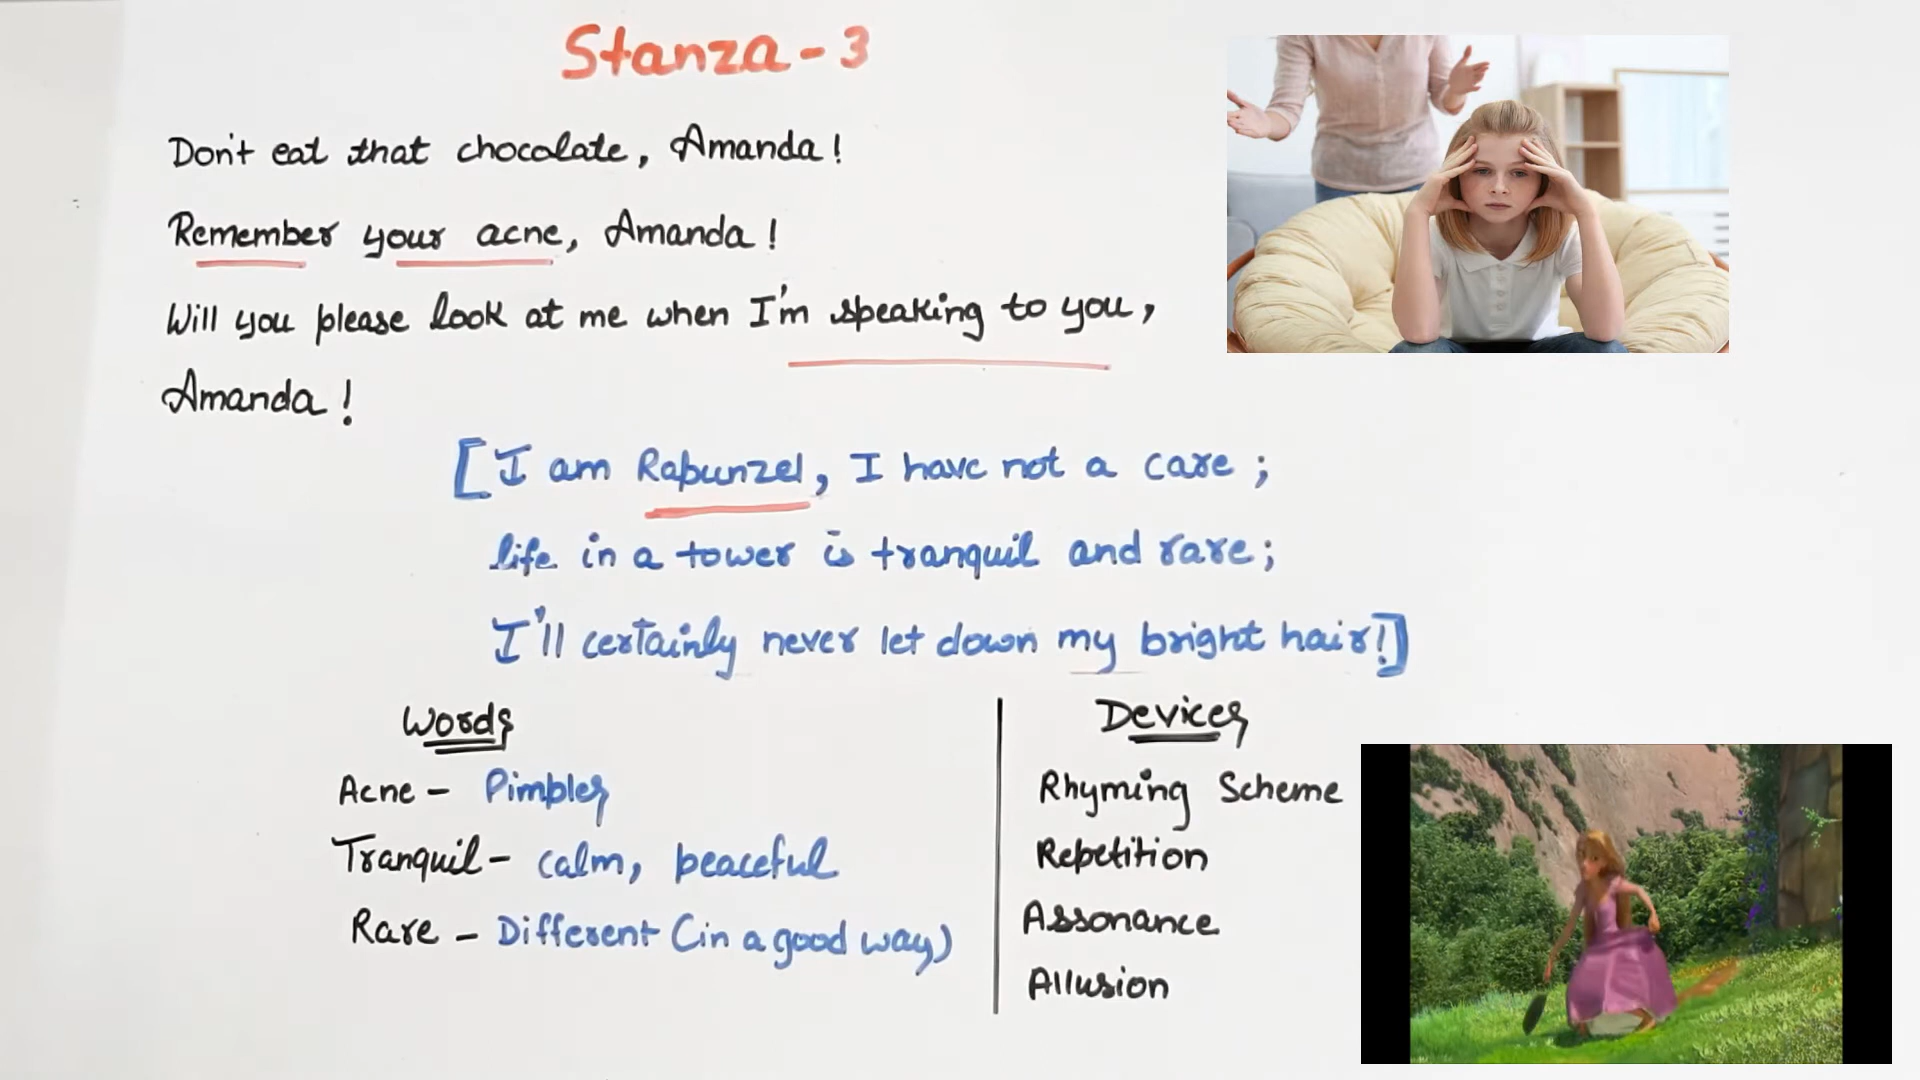 Stanza-3
Don't eat that chocolate, Amanda!
Remember your acne, Amanda!
Will you please look at me when I'm speaking to you,
Amanda!
[I am Rapunzel, I have not a care;
life in a tower is tranquil and rare;
I'll certainly never let down my bright hair!]
Words
Acne - Pimples
Tranquil - calm, peaceful
Rare - Different (in a good way)
Devices
Rhyming Scheme
Repetition
Assonance
Allusion